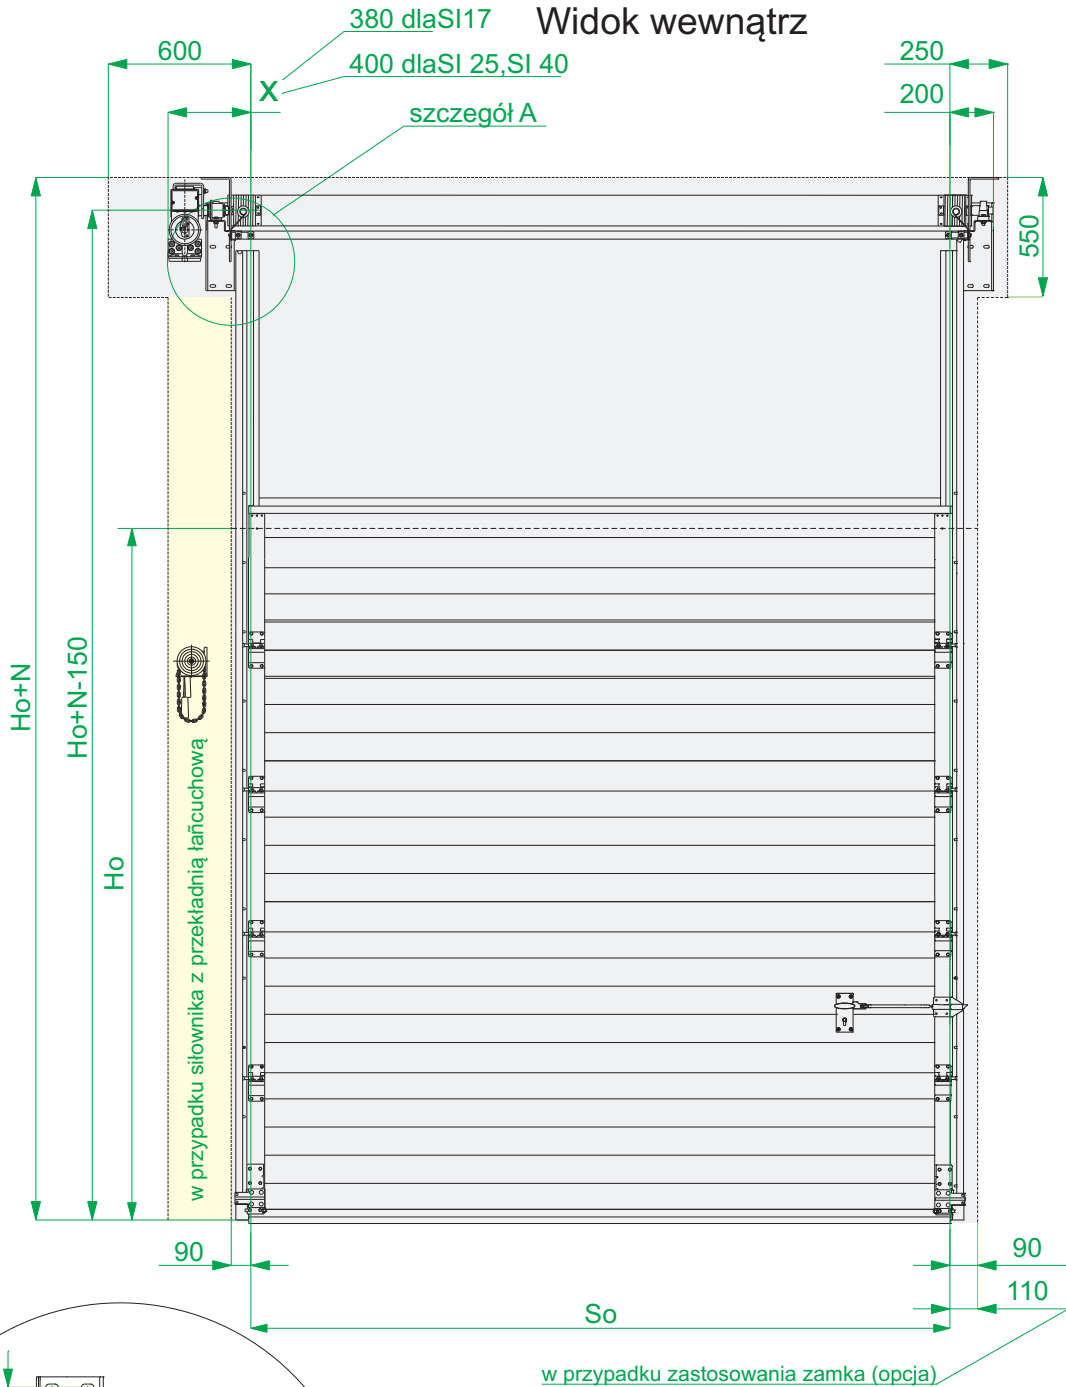 380 dlaSI17
Widok wewnątrz
600
400 dlaSI 25,SI 40
250
X
200
szczegół A
550
Ho+N
Ho+N-150
Ho
w przypadku siłownika z przekładnią łañcuchową
90
90
110
So
w przypadku zastosowania zamka (opcja)